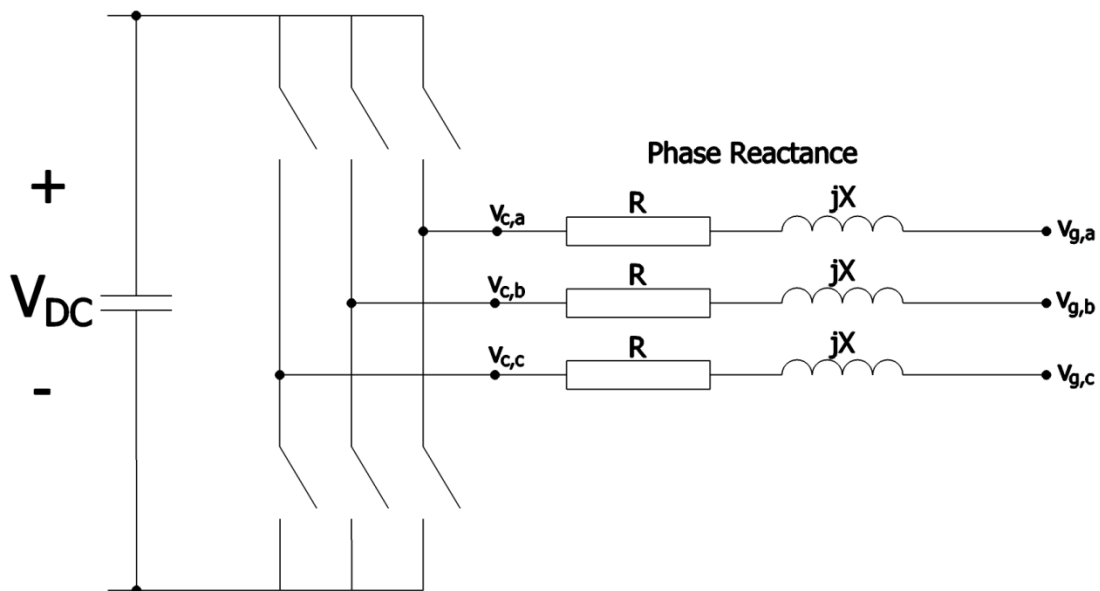 Phase Reactance
+
V_DC
-
V_c,a
R
jX
V_g,a
V_c,b
R
jX
V_g,b
V_c,c
R
jX
V_g,c